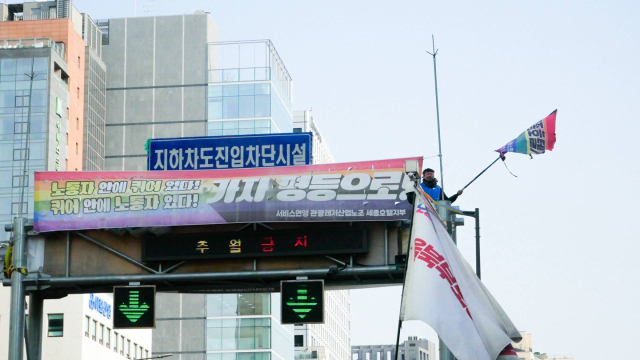 지하차도진입차단시설
노동자 안에 퀴어 있다!
퀴어 안에 노동자 있다!
가자 평등으로!
서비스연맹 관광레저산업노조 세종호텔지부
추월금지